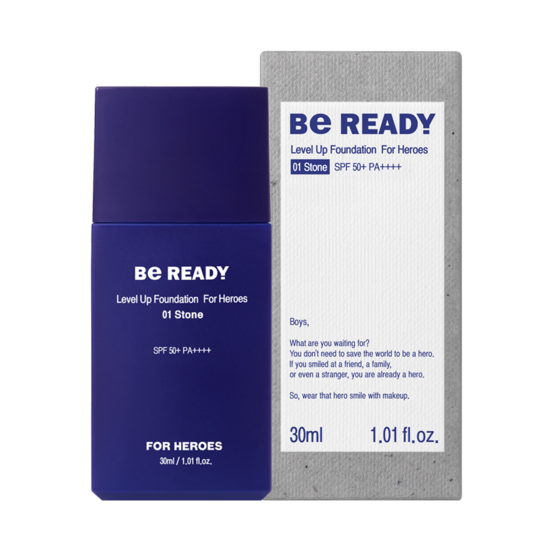 Be READY
Level Up Foundation For Heroes
01 Stone
SPF 50+ PA++++
FOR HEROES
30ml / 1.01 fl.oz.
Be READY
Level Up Foundation For Heroes
01 Stone SPF 50+ PA++++
Boys,
What are you waiting for?
You don't need to save the world to be a hero.
If you smiled at a friend, a family,
or even a stranger, you are already a hero.
So, wear that hero smile with makeup.
30ml 1.01 fl.oz.